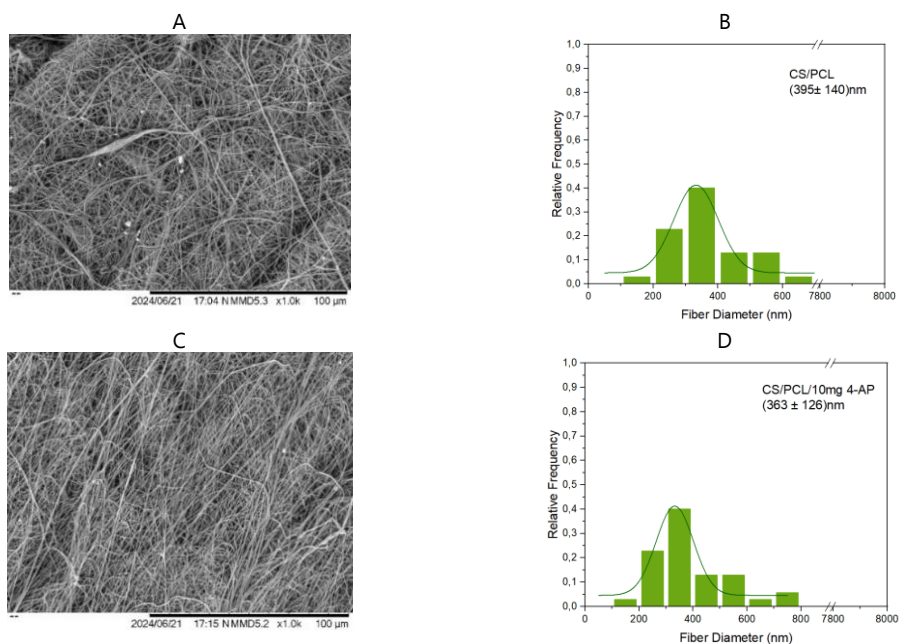 A
2024/06/21 17:04 N MMD5.3 x1.0k 100 µm
B
CS/PCL
(395± 140)nm
Relative Frequency
1,0
0,9
0,8
0,7
0,6
0,5
0,4
0,3
0,2
0,1
0,0
0 200 400 600 7800 8000
Fiber Diameter (nm)
C
2024/06/21 17:15 N MMD5.2 x1.0k 100 µm
D
CS/PCL/10mg 4-AP
(363 ± 126)nm
Relative Frequency
1,0
0,9
0,8
0,7
0,6
0,5
0,4
0,3
0,2
0,1
0,0
0 200 400 600 800 7800 8000
Fiber Diameter (nm)